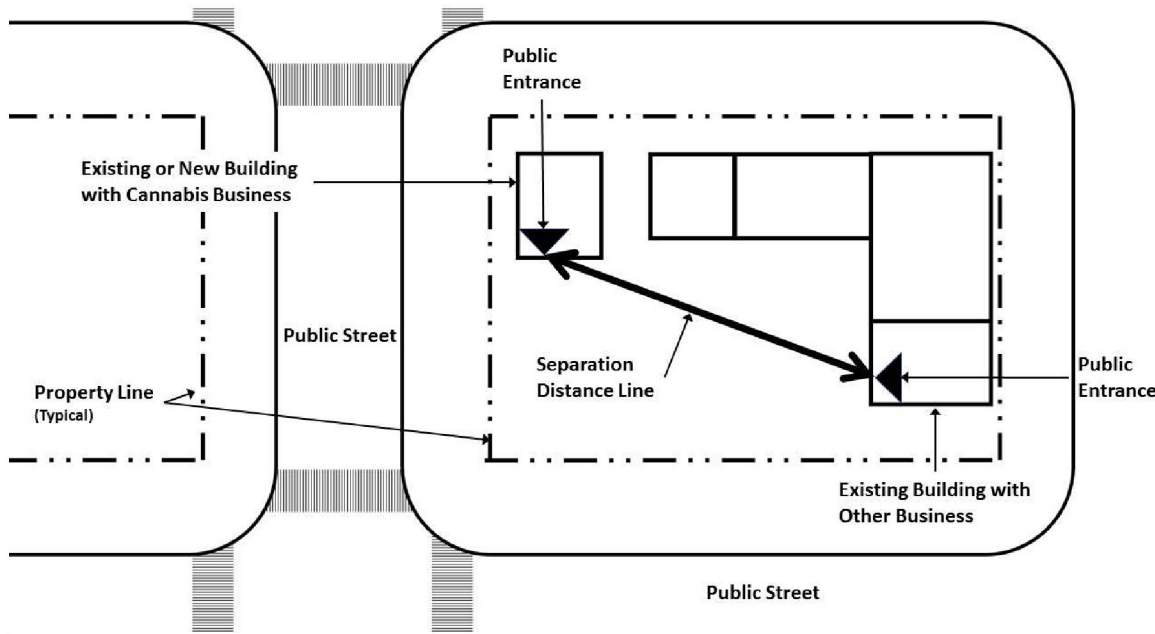 Public
Entrance
Existing or New Building
with Cannabis Business
Public Street
Separation
Distance Line
Property Line
(Typical)
Public
Entrance
Existing Building with
Other Business
Public Street